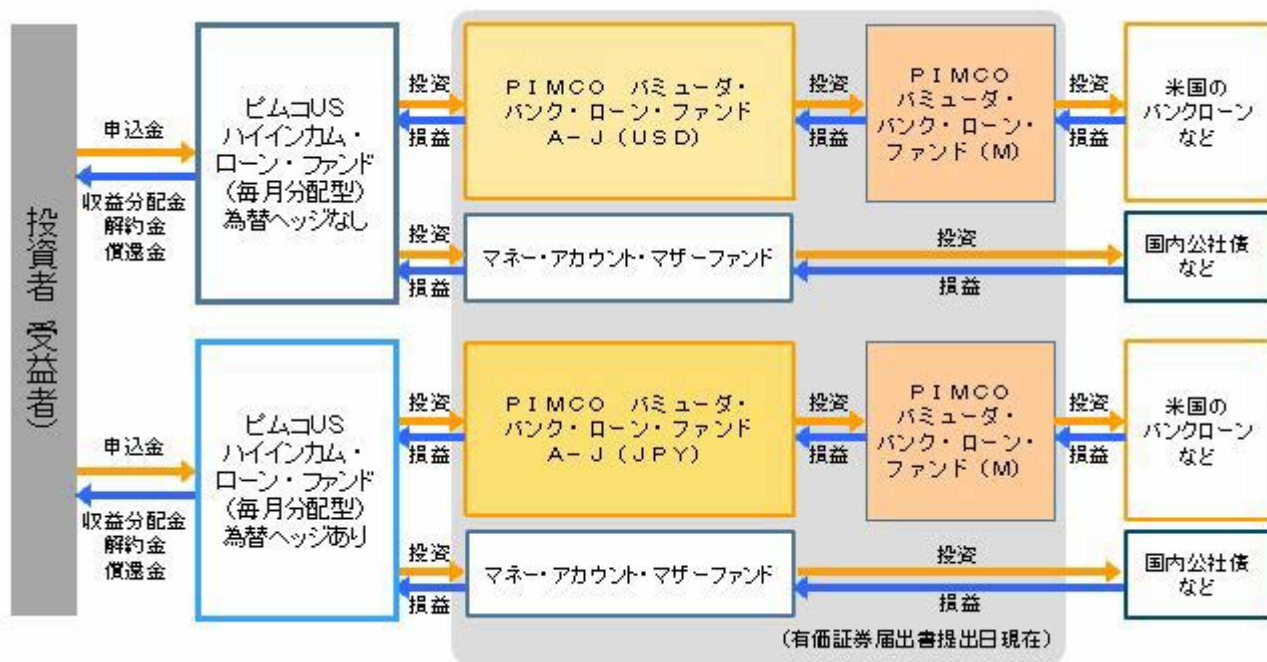 投資者（受益者）
申込金
収益分配金
解約金
償還金
ピムコUS
ハイインカム・
ローン・ファンド
（毎月分配型）
為替ヘッジなし
投資
損益
PIMCO バミューダ・
バンク・ローン・ファンド
A-J（USD）
投資
損益
PIMCO
バミューダ・
バンク・ローン・
ファンド（M）
投資
損益
米国の
バンクローン
など
投資
損益
マネー・アカウント・マザーファンド
投資
損益
国内公社債
など
申込金
収益分配金
解約金
償還金
ピムコUS
ハイインカム・
ローン・ファンド
（毎月分配型）
為替ヘッジあり
投資
損益
PIMCO バミューダ・
バンク・ローン・ファンド
A-J（JPY）
投資
損益
PIMCO
バミューダ・
バンク・ローン・
ファンド（M）
投資
損益
米国の
バンクローン
など
投資
損益
マネー・アカウント・マザーファンド
投資
損益
国内公社債
など
（有価証券届出書提出日現在）